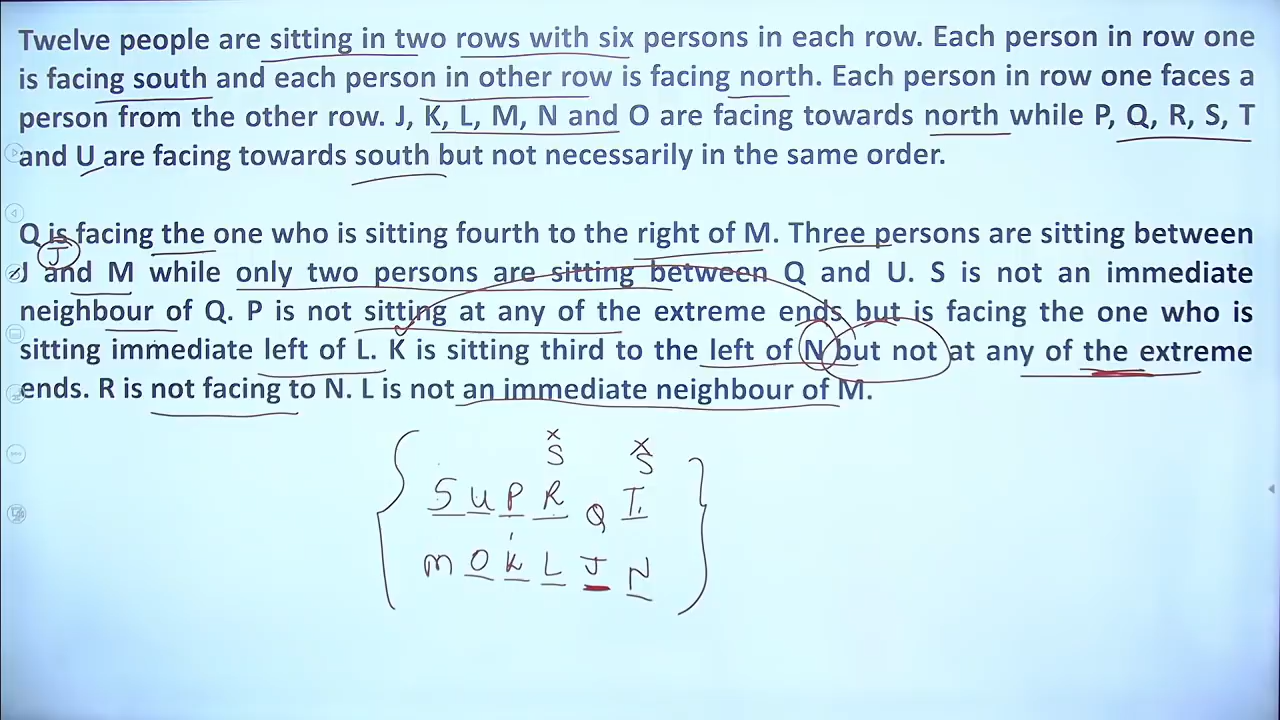 Twelve people are sitting in two rows with six persons in each row. Each person in row one
is facing south and each person in other row is facing north. Each person in row one faces a
person from the other row. J, K, L, M, N and O are facing towards north while P, Q, R, S, T
and U are facing towards south but not necessarily in the same order.
Q is facing the one who is sitting fourth to the right of M. Three persons are sitting between
J
J and M while only two persons are sitting between Q and U. S is not an immediate
neighbour of Q. P is not sitting at any of the extreme ends but is facing the one who is
sitting immediate left of L. K is sitting third to the left of N but not at any of the extreme
ends. R is not facing to N. L is not an immediate neighbour of M.
x x
S S
S U P R Q T
M O K L J N